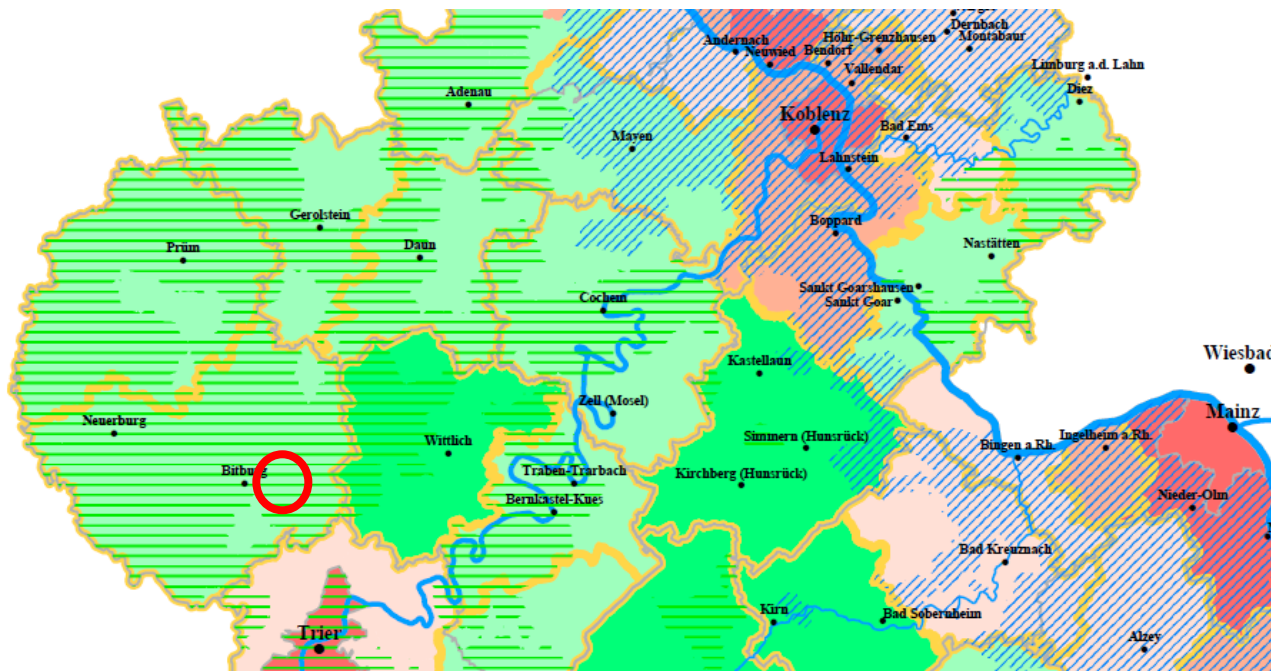 Dernbach
Höhr-Grenzhausen
Montabaur
Andernach
Neuwied
Bendorf
Vallendar
Limburg a.d. Lahn
Diez
Adenau
Koblenz
Bad Ems
Mayen
Lahnstein
Gerolstein
Boppard
Prüm
Daun
Nastätten
Sankt Goarshausen
Sankt Goar
Cochem
Wiesbad
Kastellaun
Zell (Mosel)
Mainz
Neuerburg
Wittlich
Simmern (Hunsrück)
Bingen a.Rh.
Ingelheim a.Rh.
Bitburg
Traben-Trarbach
Kirchberg (Hunsrück)
Nieder-Olm
Bernkastel-Kues
Bad Kreuznach
Kirn
Bad Sobernheim
Trier
Alzey